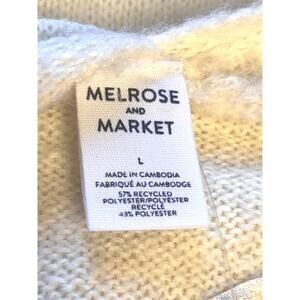 MELROSE
AND
MARKET
L
MADE IN CAMBODIA
FABRIQUÉ AU CAMBODGE
57% RECYCLED
POLYESTER/POLYESTER
RECYCLÉ
43% POLYESTER